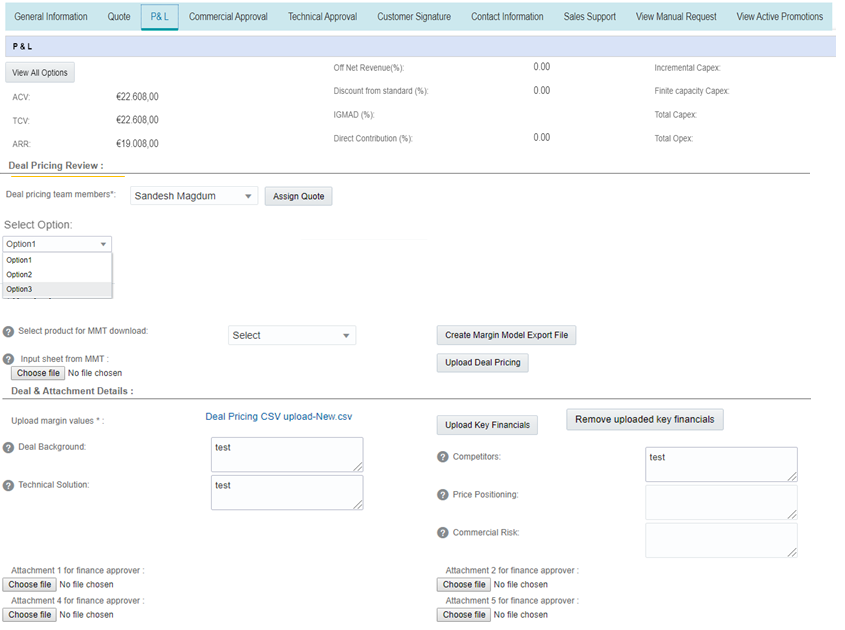 General Information Quote P& L Commercial Approval Technical Approval Customer Signature Contact Information Sales Support View Manual Request View Active Promotions
P & L
View All Options
Off Net Revenue(%): 0.00 Incremental Capex:
ACV: €22.608,00 Discount from standard (%): 0.00 Finite capacity Capex:
TCV: €22.608,00 IGMAD (%): Total Capex:
ARR: €19.008,00 Direct Contribution (%): 0.00 Total Opex:
Deal Pricing Review :
Deal pricing team members*: Sandesh Magdum Assign Quote
Select Option:
Option1
Option1
Option2
Option3
? Select product for MMT download: Select Create Margin Model Export File
? Input sheet from MMT : Upload Deal Pricing
Choose file No file chosen
Deal & Attachment Details :
Upload margin values * : Deal Pricing CSV upload-New.csv Upload Key Financials Remove uploaded key financials
? Deal Background: test ? Competitors: test
? Technical Solution: test ? Price Positioning:
? Commercial Risk:
Attachment 1 for finance approver : Attachment 2 for finance approver :
Choose file No file chosen Choose file No file chosen
Attachment 4 for finance approver : Attachment 5 for finance approver :
Choose file No file chosen Choose file No file chosen